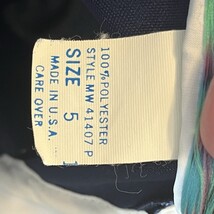 100% POLYESTER
STYLE MW 41407 P
SIZE 5
MADE IN U.S.A.
CARE OVER